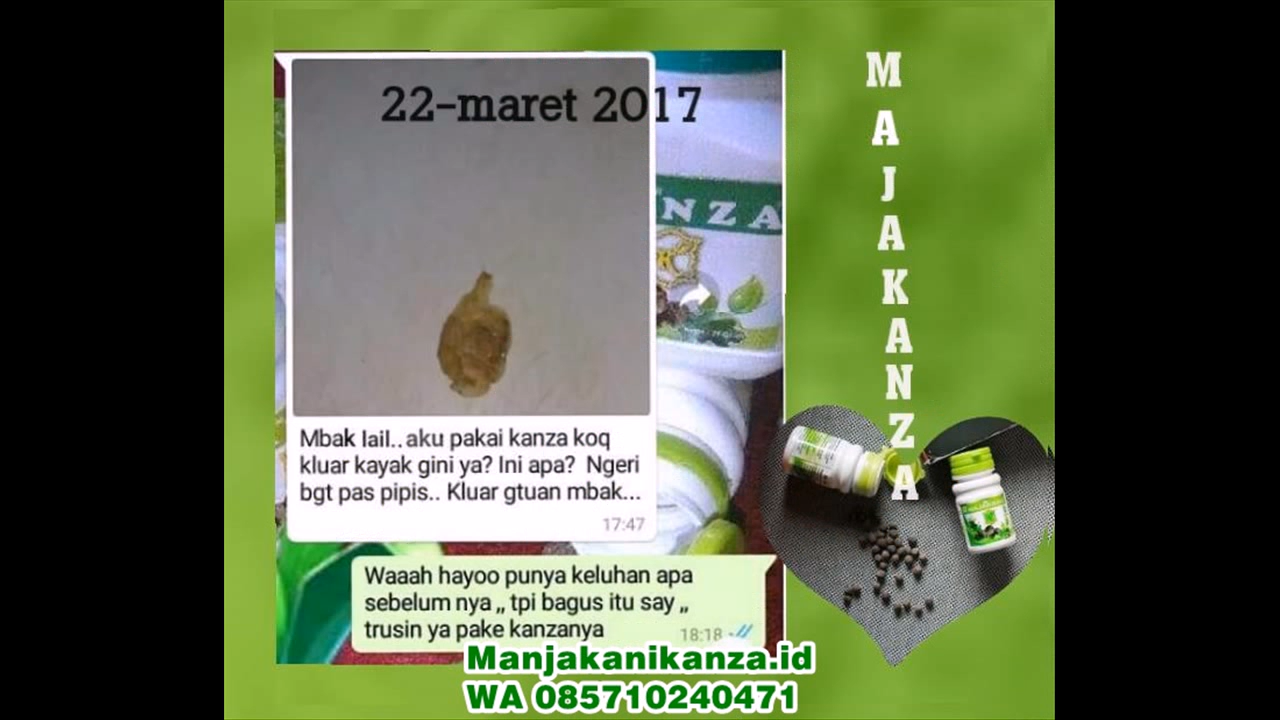 22-maret 2017
NZA
Mbak lail..aku pakai kanza koq
kluar kayak gini ya? Ini apa? Ngeri
bgt pas pipis.. Kluar gtuan mbak...
17:47
Waaah hayoo punya keluhan apa
sebelum nya ,, tpi bagus itu say ,,
trusin ya pake kanzanya
18:18
MAJAKANZA
Manjakanikanza.id
WA 085710240471